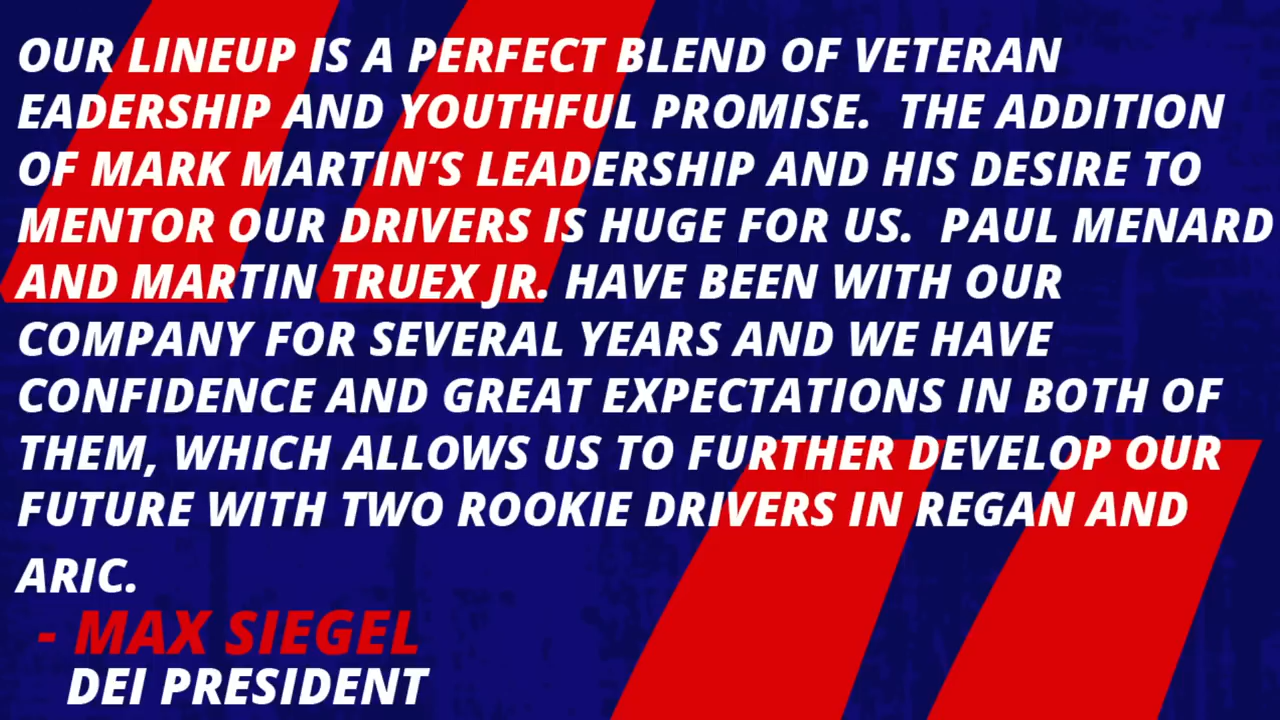 OUR LINEUP IS A PERFECT BLEND OF VETERAN
EADERSHIP AND YOUTHFUL PROMISE. THE ADDITION
OF MARK MARTIN'S LEADERSHIP AND HIS DESIRE TO
MENTOR OUR DRIVERS IS HUGE FOR US. PAUL MENARD
AND MARTIN TRUEX JR. HAVE BEEN WITH OUR
COMPANY FOR SEVERAL YEARS AND WE HAVE
CONFIDENCE AND GREAT EXPECTATIONS IN BOTH OF
THEM, WHICH ALLOWS US TO FURTHER DEVELOP OUR
FUTURE WITH TWO ROOKIE DRIVERS IN REGAN AND
ARIC.
- MAX SIEGEL
DEI PRESIDENT